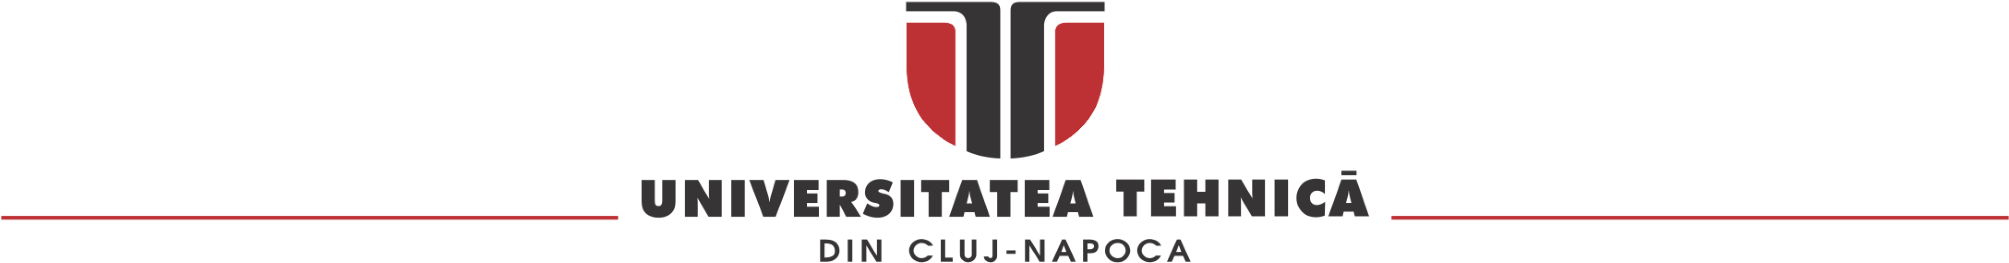 UNIVERSITATEA TEHNICĂ
DIN CLUJ-NAPOCA